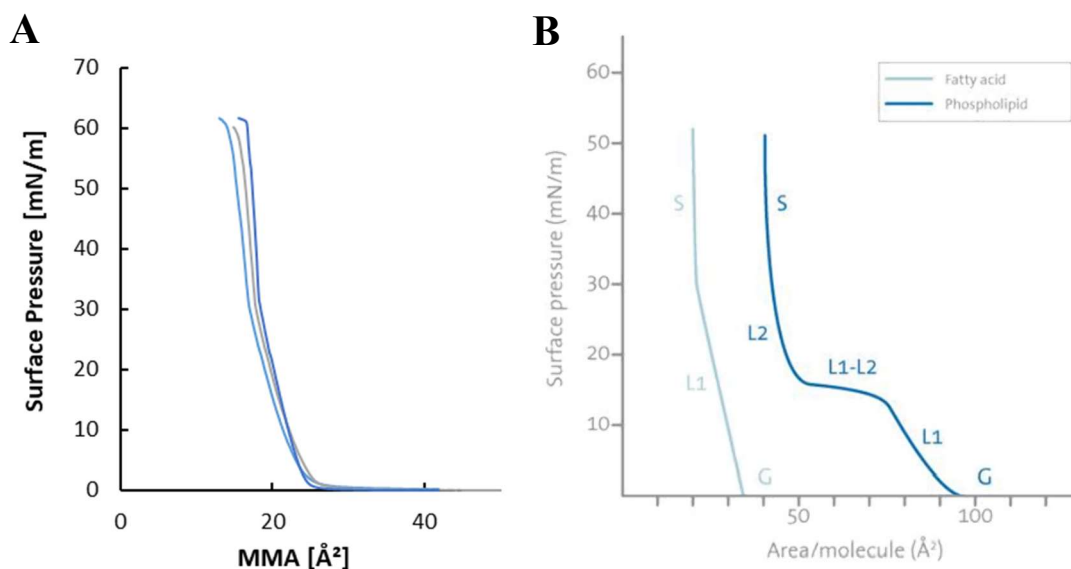 A
70
60
50
40
30
20
10
0
0
20
40
Surface Pressure [mN/m]
MMA [Å²]
B
Fatty acid
Phospholipid
60
50
40
30
20
10
S
L1
G
S
L2
L1-L2
L1
G
50
100
Surface pressure (mN/m)
Area/molecule (Å²)